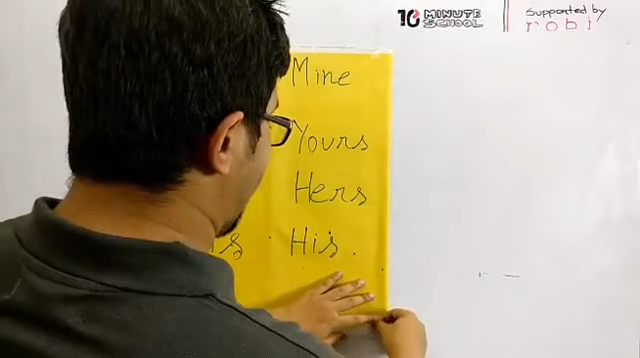 10 MINUTE SCHOOL
Supported by
robi
Mine
Yours
Hers
His.